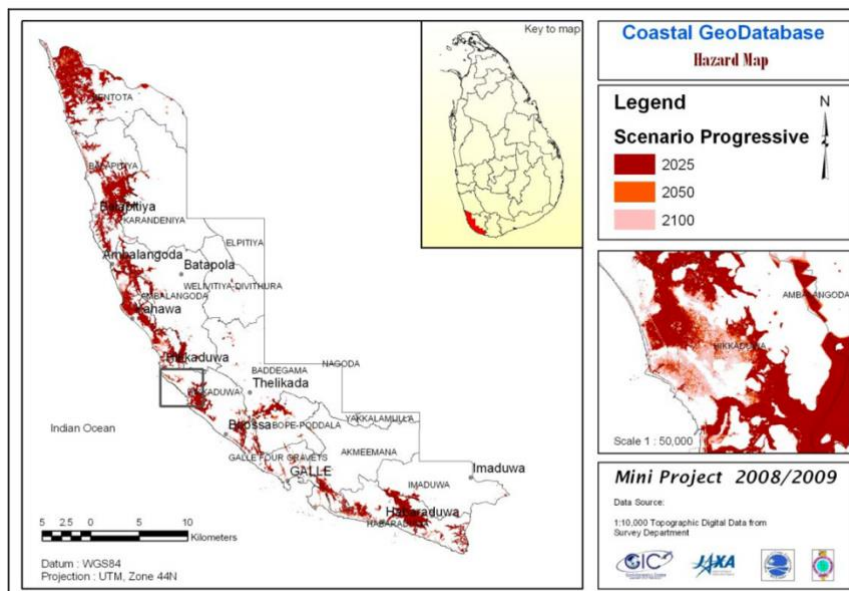 Key to map
BENTOTA
BALAPITIYA
Balapitiya
KARANDENIYA
ELPITIYA
Ambalangoda
Batapola
WELIVITIYA-DIVITHURA
AMBALANGODA
Kahawa
Hikkaduwa
NAGODA
BADDEGAMA
HIKKADUWA
Thelikada
YAKKALAMULLA
Boossa
BOPE-PODDALA
Indian Ocean
GALLE FOUR GRAVETS
AKMEEMANA
GALLE
Imaduwa
IMADUWA
Habaraduwa
HABARADUWA
5 2.5 0 5 10
Kilometers
Datum : WGS84
Projection : UTM, Zone 44N
Coastal GeoDatabase
Hazard Map
Legend
N
Scenario Progressive
2025
2050
2100
AMBALANGODA
HIKKADUWA
Scale 1 : 50,000
Mini Project 2008/2009
Data Source:
1:10,000 Topographic Digital Data from
Survey Department
GIC
JAXA